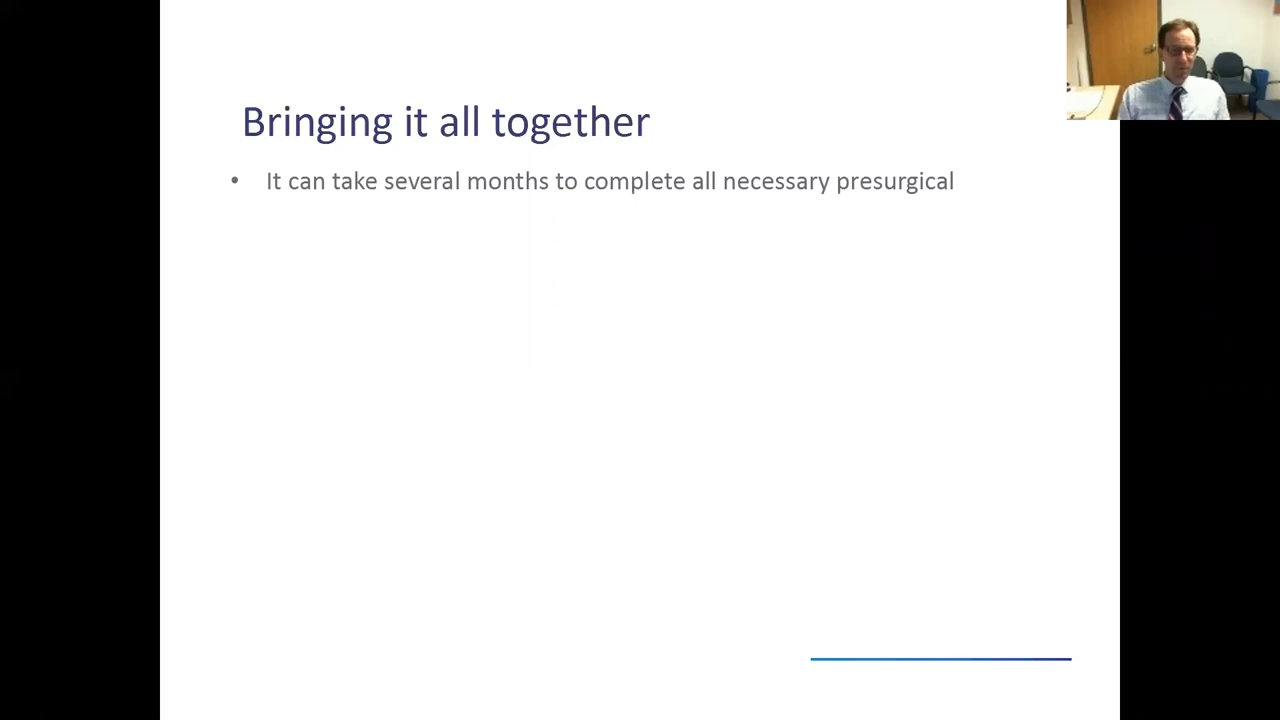 Bringing it all together
• It can take several months to complete all necessary presurgical